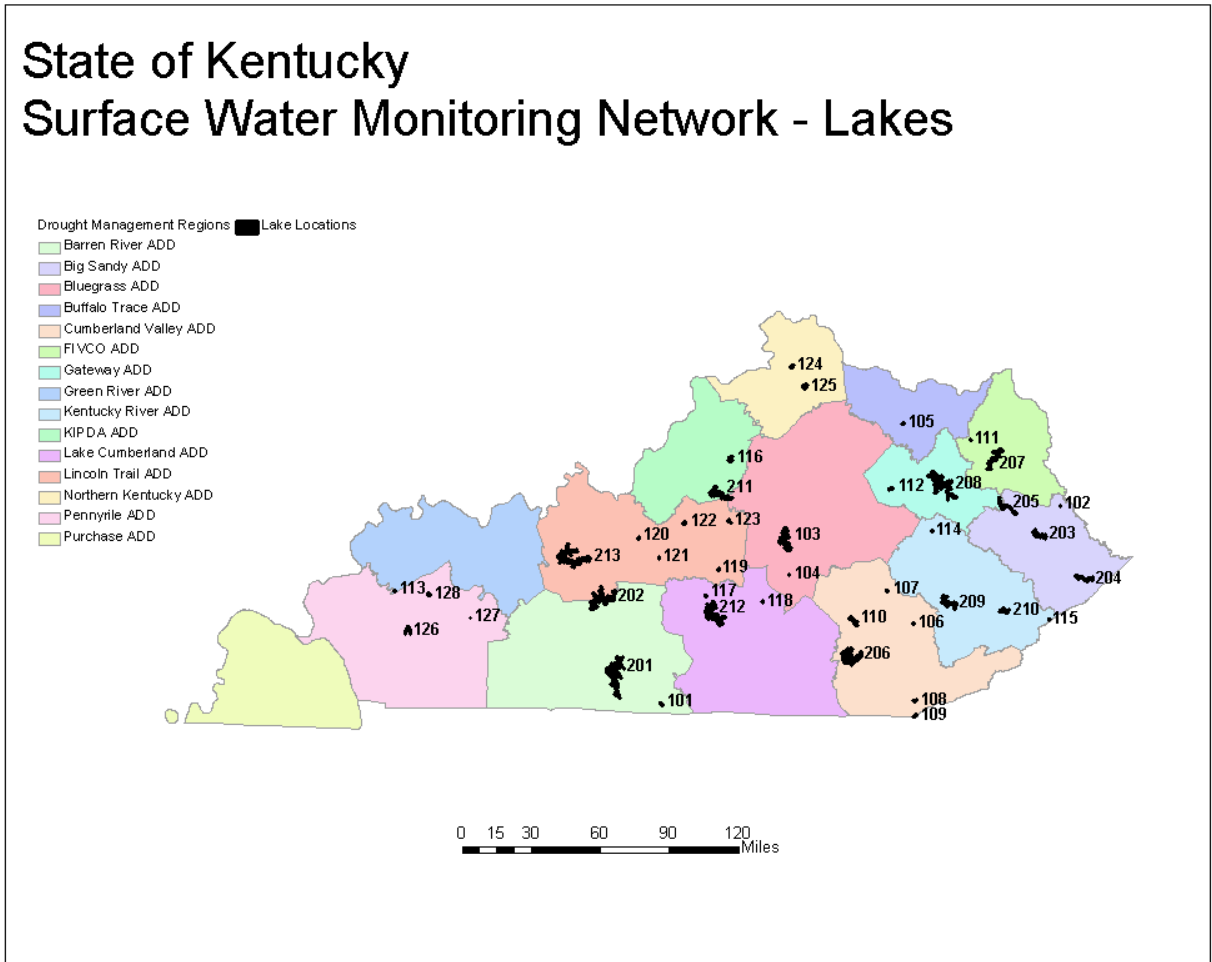 State of Kentucky
Surface Water Monitoring Network - Lakes
Drought Management Regions Lake Locations
Barren River ADD
Big Sandy ADD
Bluegrass ADD
Buffalo Trace ADD
Cumberland Valley ADD
FIVCO ADD
Gateway ADD
Green River ADD
Kentucky River ADD
KIPDA ADD
Lake Cumberland ADD
Lincoln Trail ADD
Northern Kentucky ADD
Pennyrile ADD
Purchase ADD
124
125
105
111
116
207
112
208
211
205
102
122
123
114
103
203
120
213
121
119
104
204
113
128
202
117
118
107
209
212
210
127
110
106
115
126
206
201
101
108
109
0 15 30 60 90 120
Miles